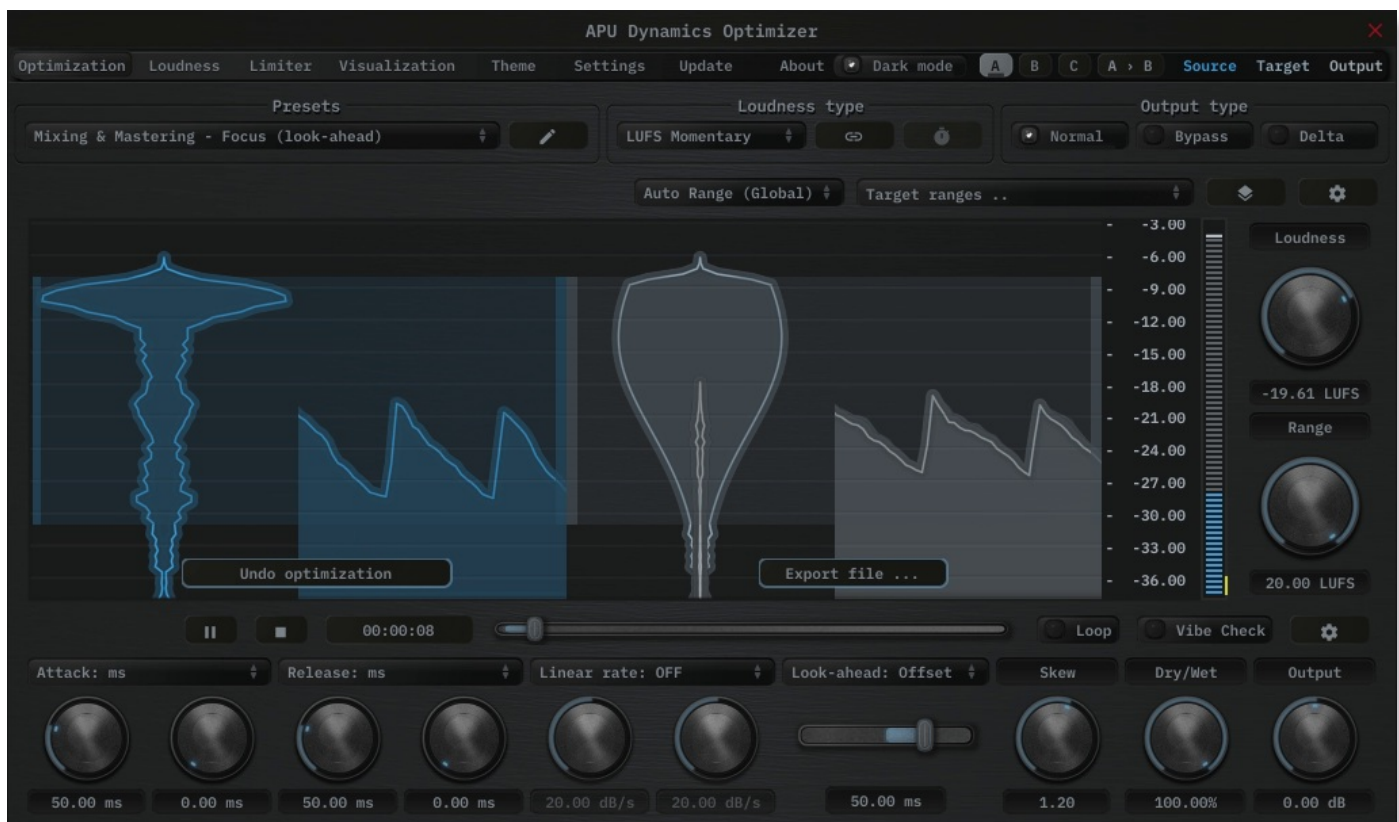 APU Dynamics Optimizer
Optimization Loudness Limiter Visualization Theme Settings Update About Dark mode A B C A › B Source Target Output
Presets Loudness type Output type
Mixing & Mastering - Focus (look-ahead) LUFS Momentary Normal Bypass Delta
Auto Range (Global) Target ranges ..
- -3.00
Loudness
- -6.00
- -9.00
- -12.00
- -15.00
- -18.00
-19.61 LUFS
- -21.00
Range
- -24.00
- -27.00
- -30.00
- -33.00
Undo optimization Export file ...
- -36.00 20.00 LUFS
00:00:08 Loop Vibe Check
Attack: ms Release: ms Linear rate: OFF Look-ahead: Offset Skew Dry/Wet Output
50.00 ms 0.00 ms 50.00 ms 0.00 ms 20.00 dB/s 20.00 dB/s 50.00 ms 1.20 100.00% 0.00 dB